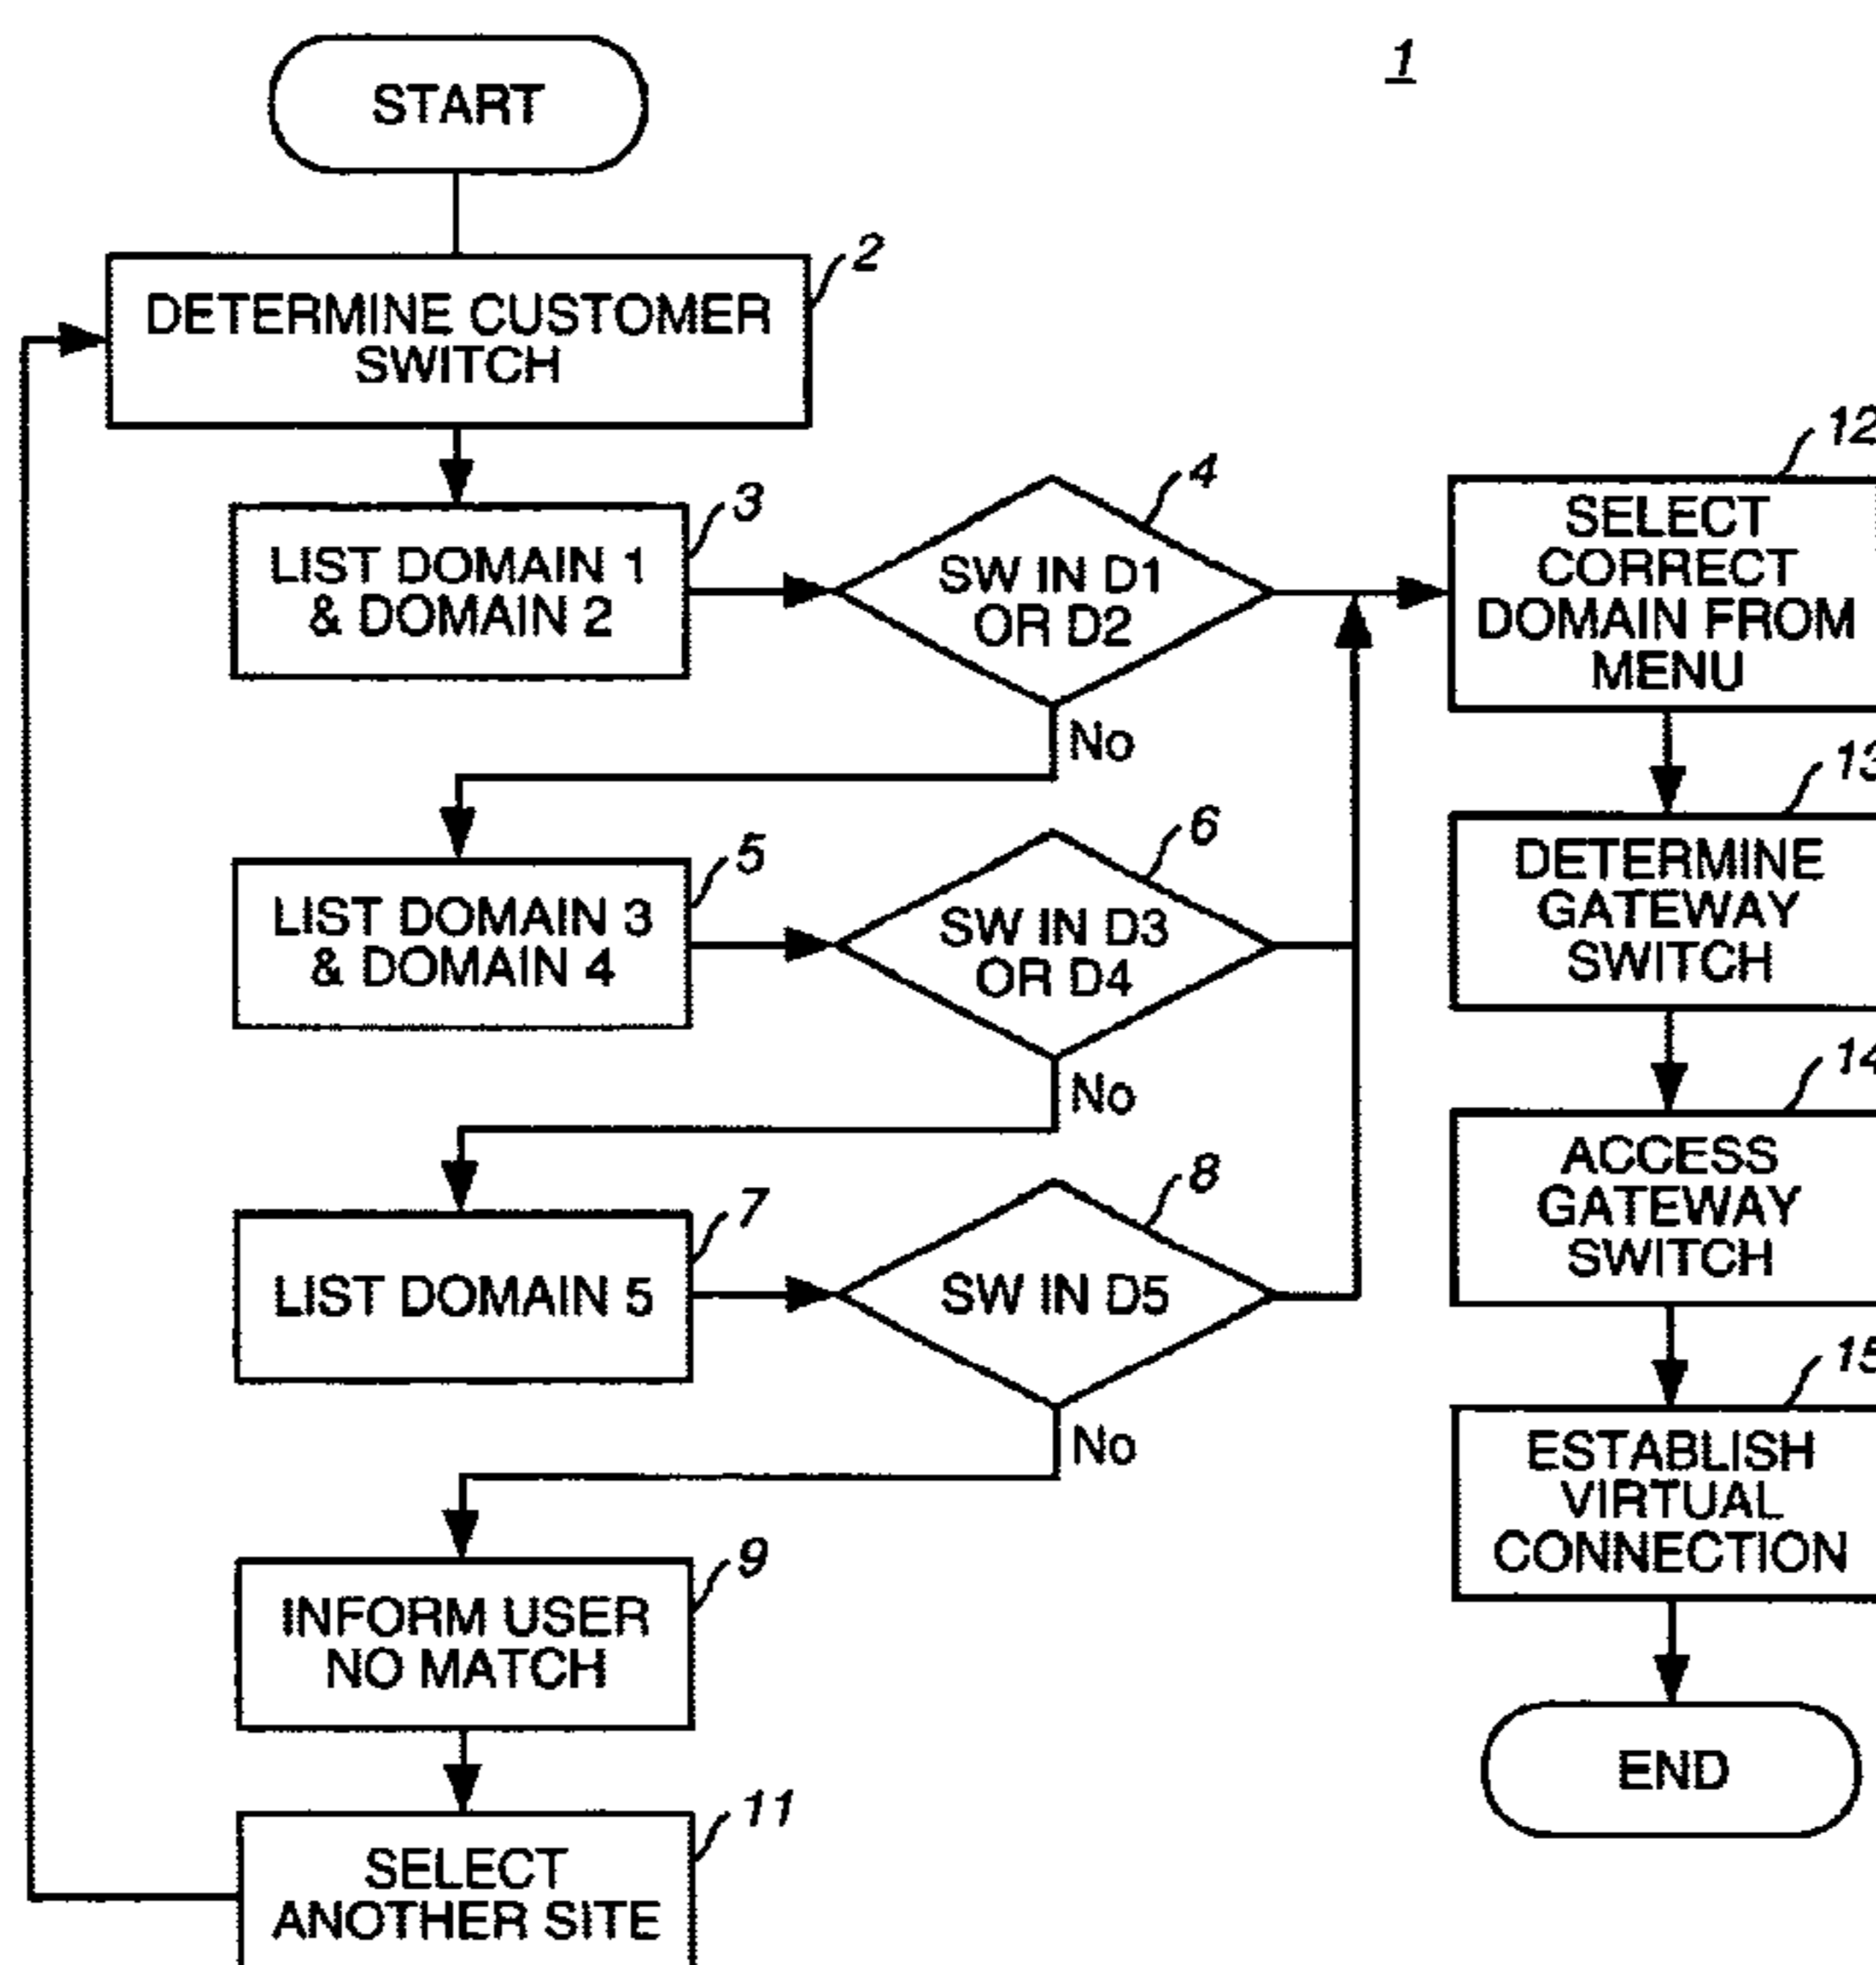 1
START
2
DETERMINE CUSTOMER
SWITCH
3
LIST DOMAIN 1
& DOMAIN 2
4
SW IN D1
OR D2
No
5
LIST DOMAIN 3
& DOMAIN 4
6
SW IN D3
OR D4
No
7
LIST DOMAIN 5
8
SW IN D5
No
9
INFORM USER
NO MATCH
11
SELECT
ANOTHER SITE
12
SELECT
CORRECT
DOMAIN FROM
MENU
13
DETERMINE
GATEWAY
SWITCH
14
ACCESS
GATEWAY
SWITCH
15
ESTABLISH
VIRTUAL
CONNECTION
END